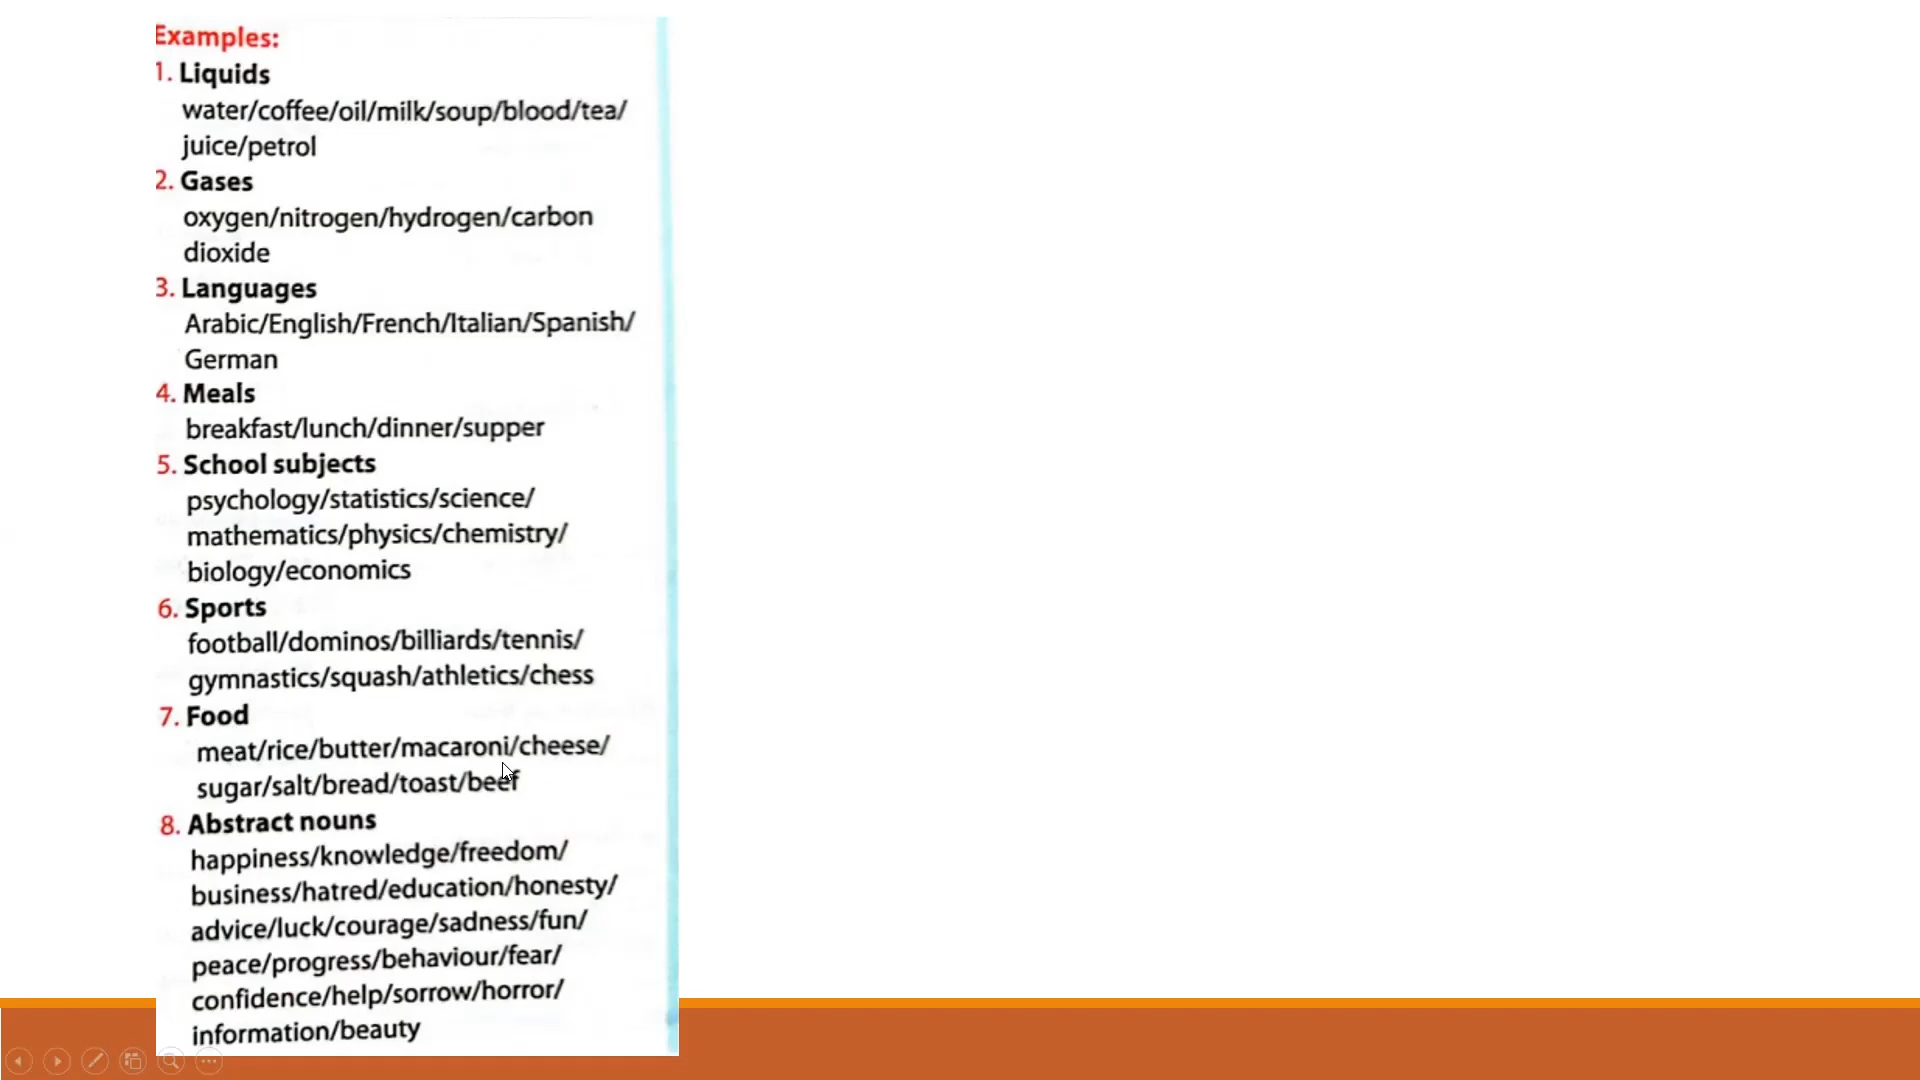 Examples:
1. Liquids
water/coffee/oil/milk/soup/blood/tea/
juice/petrol
2. Gases
oxygen/nitrogen/hydrogen/carbon
dioxide
3. Languages
Arabic/English/French/Italian/Spanish/
German
4. Meals
breakfast/lunch/dinner/supper
5. School subjects
psychology/statistics/science/
mathematics/physics/chemistry/
biology/economics
6. Sports
football/dominos/billiards/tennis/
gymnastics/squash/athletics/chess
7. Food
meat/rice/butter/macaroni/cheese/
sugar/salt/bread/toast/beef
8. Abstract nouns
happiness/knowledge/freedom/
business/hatred/education/honesty/
advice/luck/courage/sadness/fun/
peace/progress/behaviour/fear/
confidence/help/sorrow/horror/
information/beauty